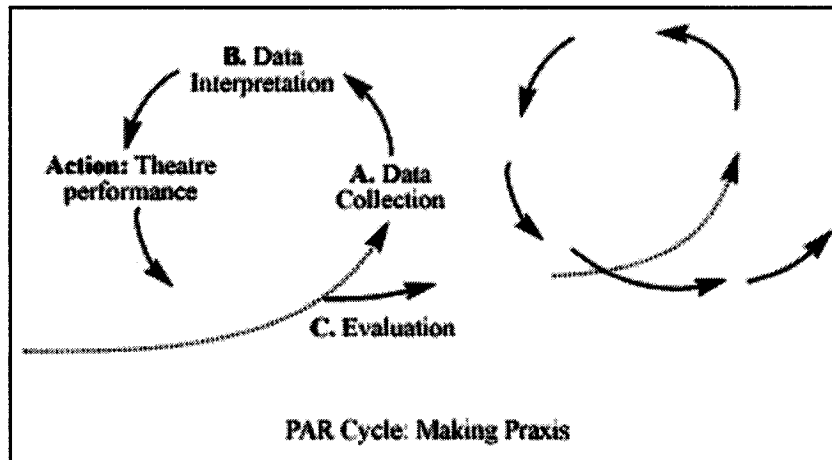 B. Data
Interpretation
Action: Theatre
performance
A. Data
Collection
C. Evaluation
PAR Cycle: Making Praxis